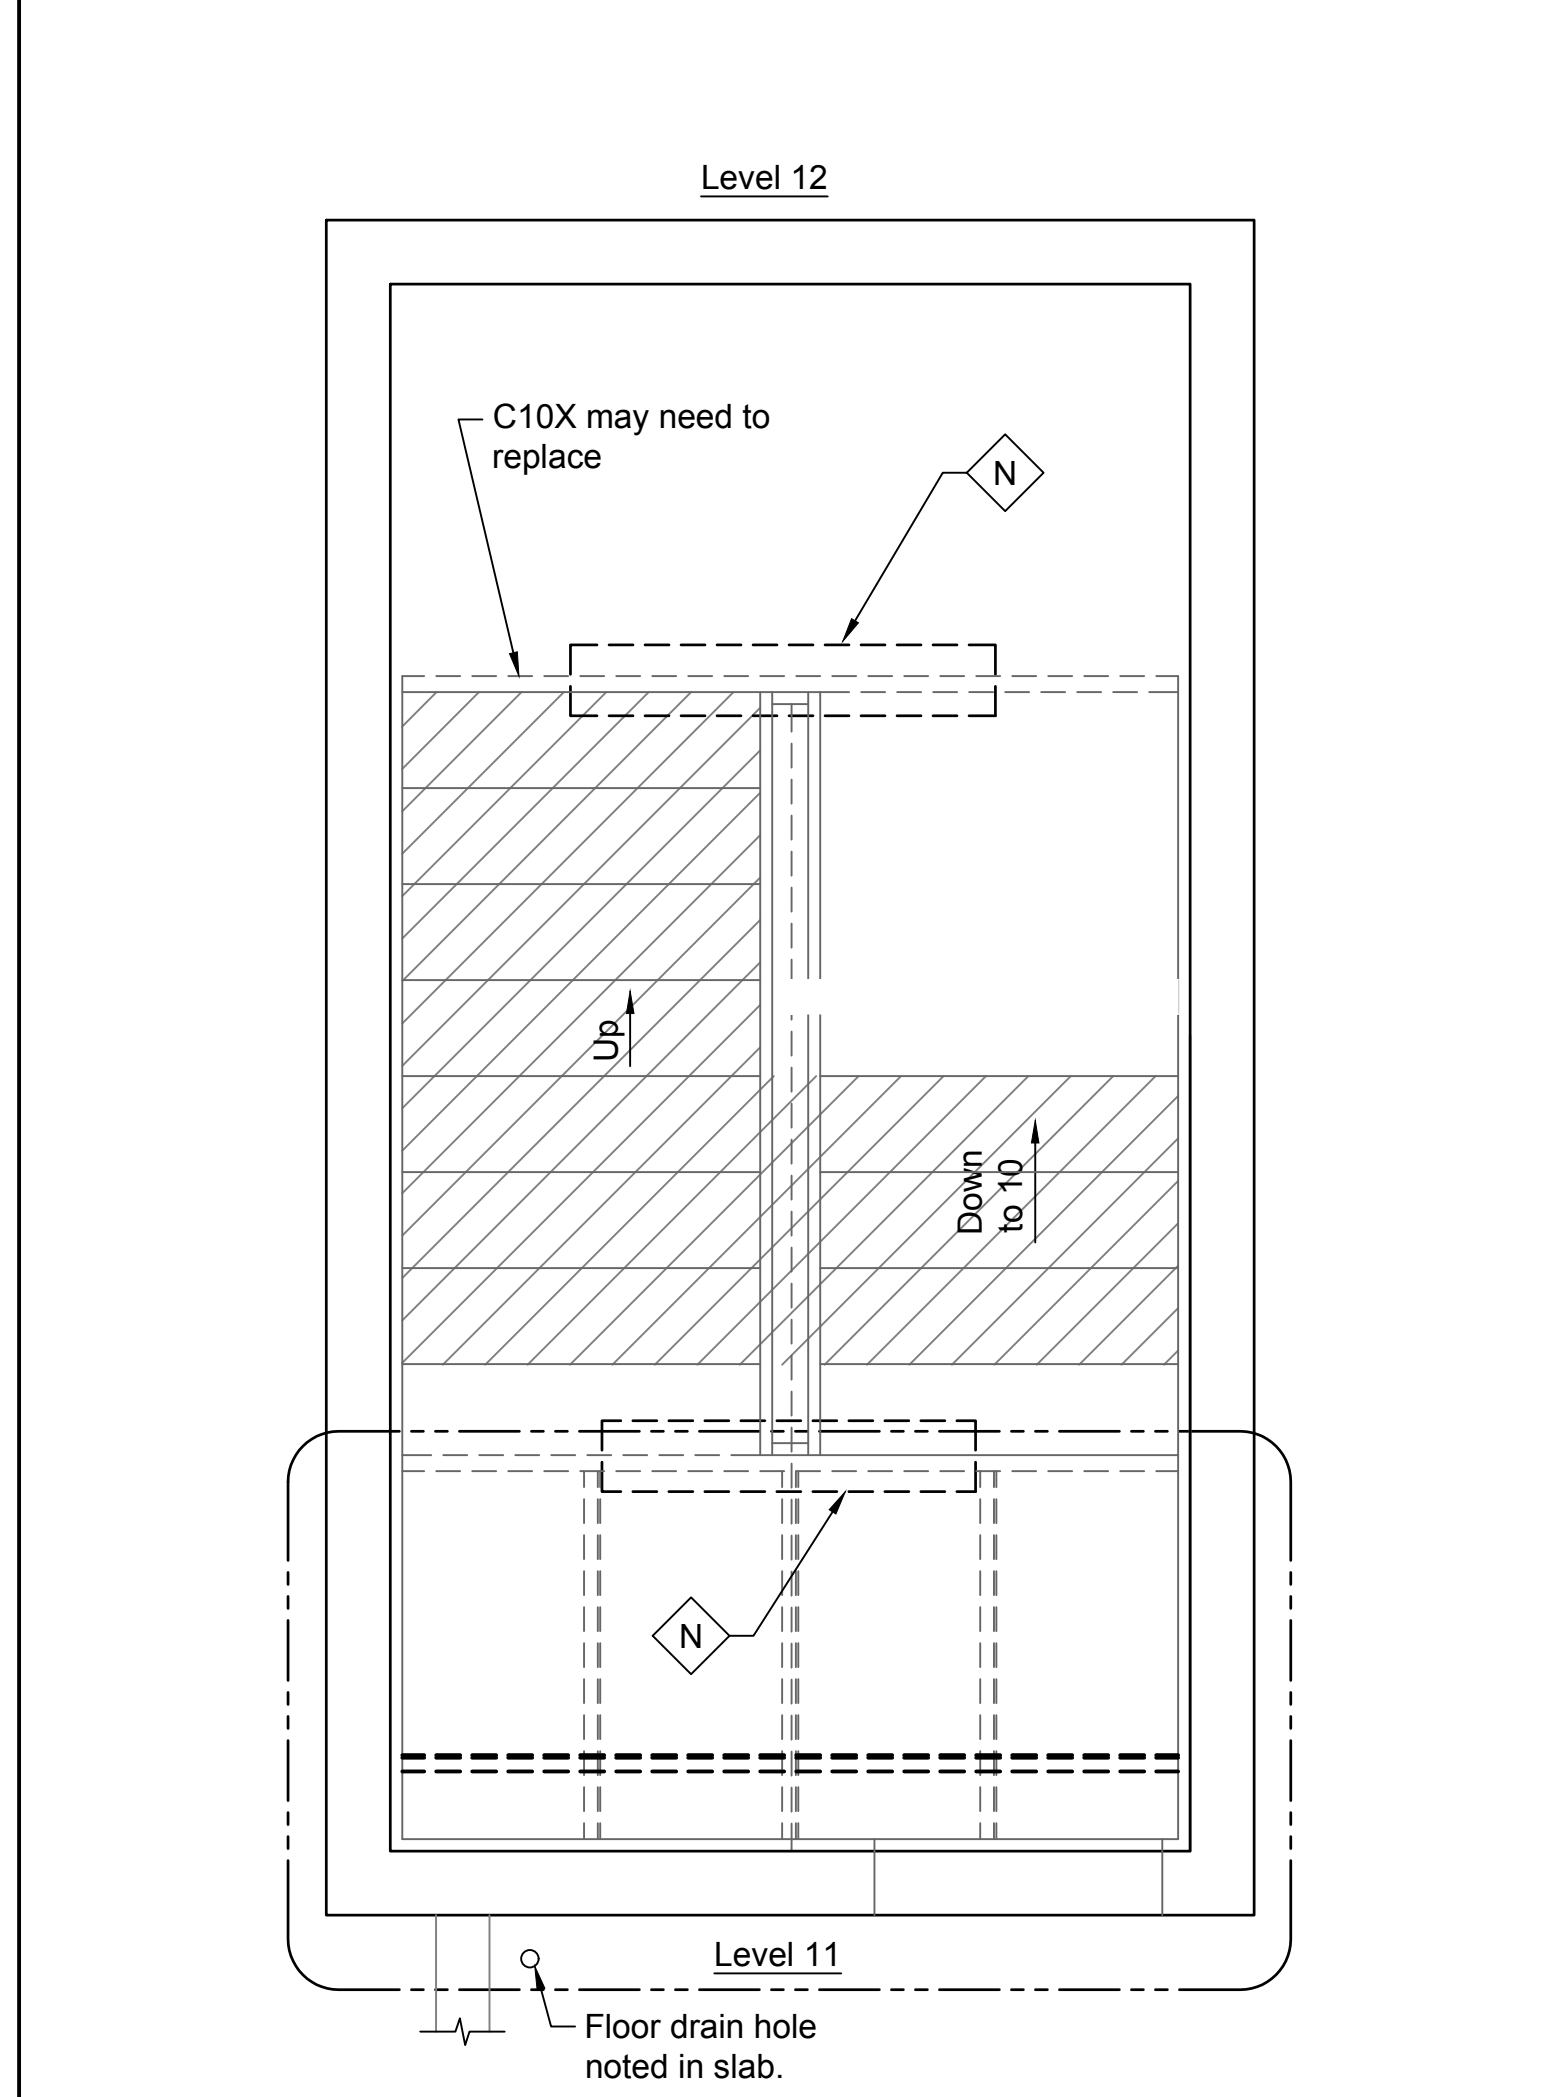 Level 12
C10X may need to
replace
N
Up
Down
to 10
N
Level 11
Floor drain hole
noted in slab.